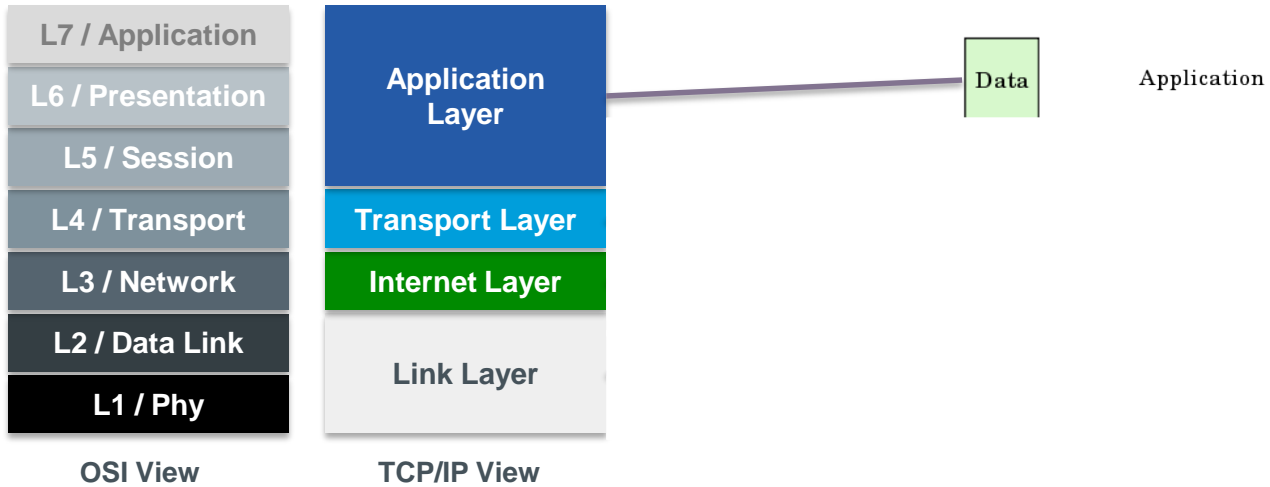 L7 / Application
L6 / Presentation
L5 / Session
L4 / Transport
L3 / Network
L2 / Data Link
L1 / Phy
OSI View
Application
Layer
Transport Layer
Internet Layer
Link Layer
TCP/IP View
Data
Application